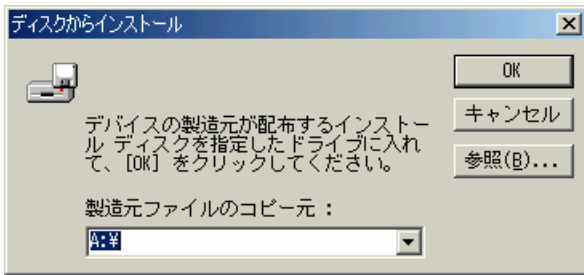 ディスクからインストール
OK
デバイスの製造元が配布するインストー
ル ディスクを指定したドライブに入れ
て、[OK] をクリックしてください。
キャンセル
参照(B)...
製造元ファイルのコピー元：
A:¥